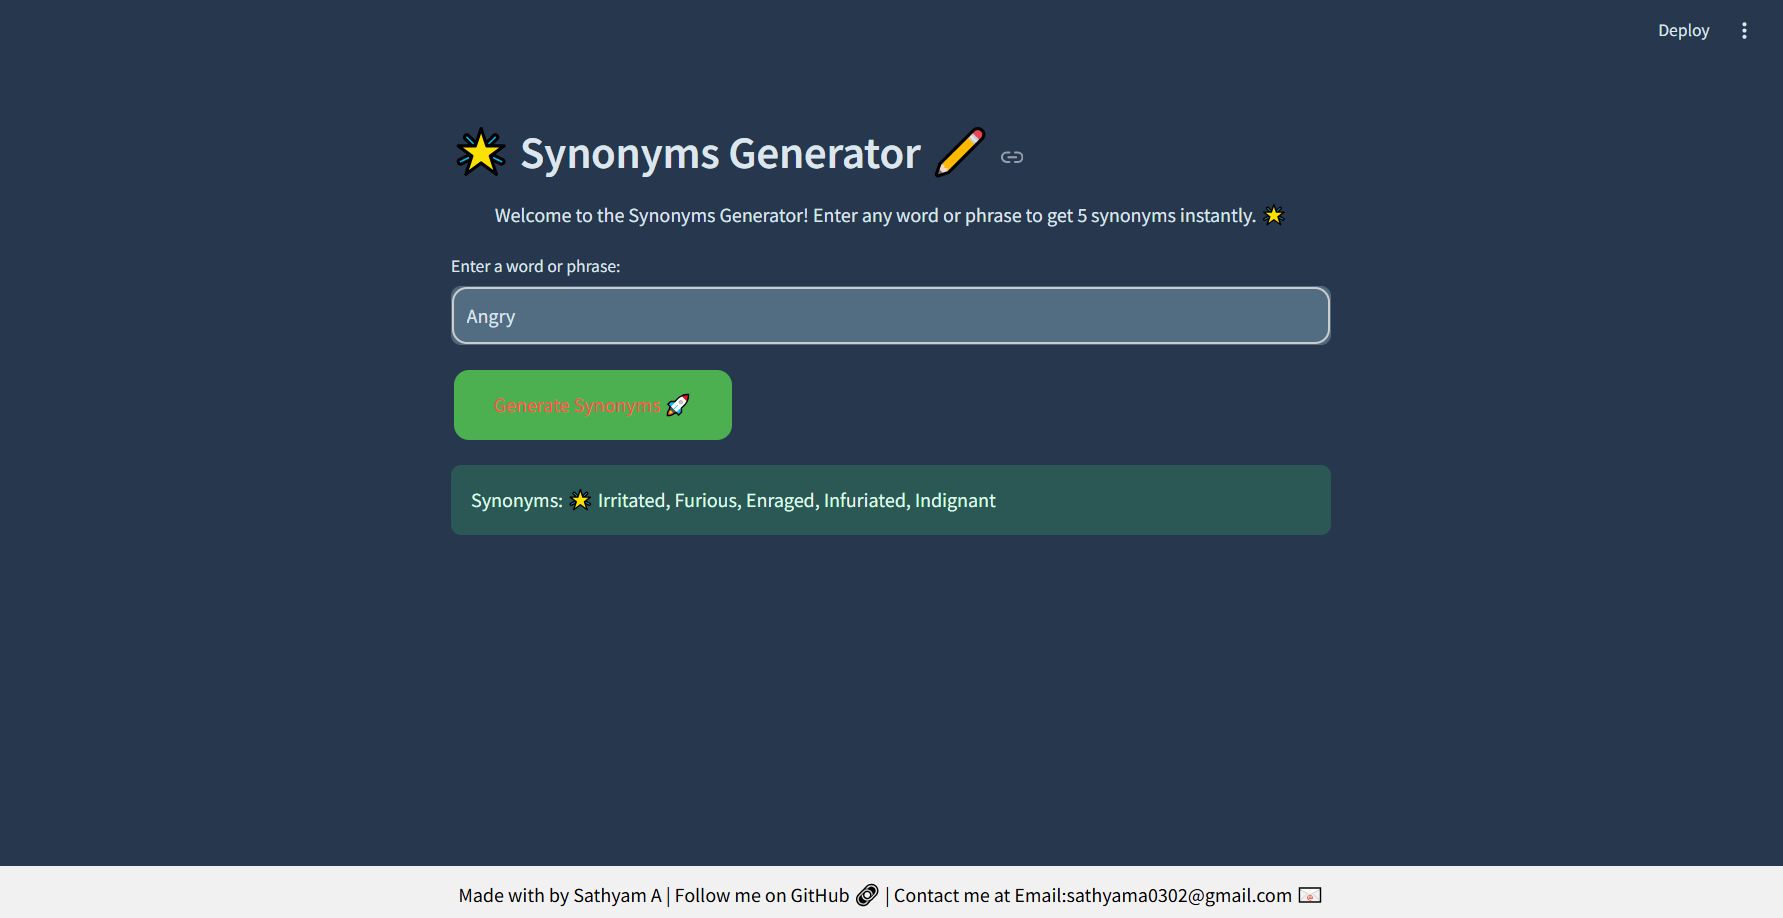 Deploy
🌟 Synonyms Generator ✏️
Welcome to the Synonyms Generator! Enter any word or phrase to get 5 synonyms instantly. 🌟
Enter a word or phrase:
Angry
Generate Synonyms 🚀
Synonyms: 🌟 Irritated, Furious, Enraged, Infuriated, Indignant
Made with by Sathyam A | Follow me on GitHub 🔗 | Contact me at Email:sathyama0302@gmail.com 📧